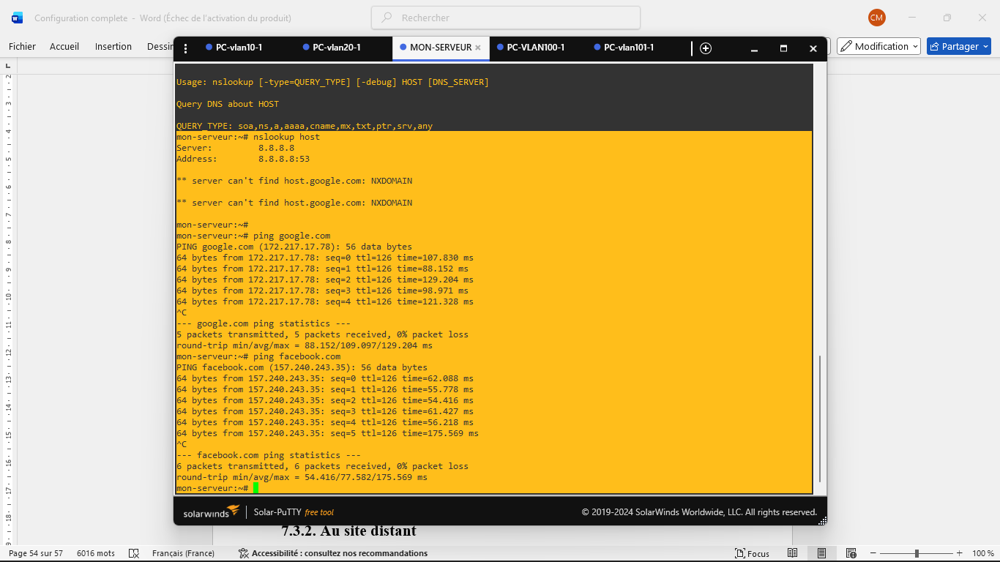 Configuration complete - Word (Échec de l'activation du produit)
Rechercher
CM
Fichier Accueil Insertion Dessin
Modification
Partager
PC-vlan10-1 PC-vlan20-1 MON-SERVEUR PC-VLAN100-1 PC-vlan101-1
Usage: nslookup [-type=QUERY_TYPE] [-debug] HOST [DNS_SERVER]
Query DNS about HOST
QUERY_TYPE: soa,ns,a,aaaa,cname,mx,txt,ptr,srv,any
mon-serveur:~# nslookup host
Server: 8.8.8.8
Address: 8.8.8.8:53
** server can't find host.google.com: NXDOMAIN
** server can't find host.google.com: NXDOMAIN
mon-serveur:~#
mon-serveur:~# ping google.com
PING google.com (172.217.17.78): 56 data bytes
64 bytes from 172.217.17.78: seq=0 ttl=126 time=107.830 ms
64 bytes from 172.217.17.78: seq=1 ttl=126 time=88.152 ms
64 bytes from 172.217.17.78: seq=2 ttl=126 time=129.204 ms
64 bytes from 172.217.17.78: seq=3 ttl=126 time=98.971 ms
64 bytes from 172.217.17.78: seq=4 ttl=126 time=121.328 ms
^C
--- google.com ping statistics ---
5 packets transmitted, 5 packets received, 0% packet loss
round-trip min/avg/max = 88.152/109.097/129.204 ms
mon-serveur:~# ping facebook.com
PING facebook.com (157.240.243.35): 56 data bytes
64 bytes from 157.240.243.35: seq=0 ttl=126 time=62.088 ms
64 bytes from 157.240.243.35: seq=1 ttl=126 time=55.778 ms
64 bytes from 157.240.243.35: seq=2 ttl=126 time=54.416 ms
64 bytes from 157.240.243.35: seq=3 ttl=126 time=61.427 ms
64 bytes from 157.240.243.35: seq=4 ttl=126 time=56.218 ms
64 bytes from 157.240.243.35: seq=5 ttl=126 time=175.569 ms
^C
--- facebook.com ping statistics ---
6 packets transmitted, 6 packets received, 0% packet loss
round-trip min/avg/max = 54.416/77.582/175.569 ms
mon-serveur:~#
solarwinds Solar-PuTTY free tool © 2019-2024 SolarWinds Worldwide, LLC. All rights reserved.
7.3.2. Au site distant
Page 54 sur 57 6016 mots Français (France) Accessibilité : consultez nos recommandations Focus 100 %